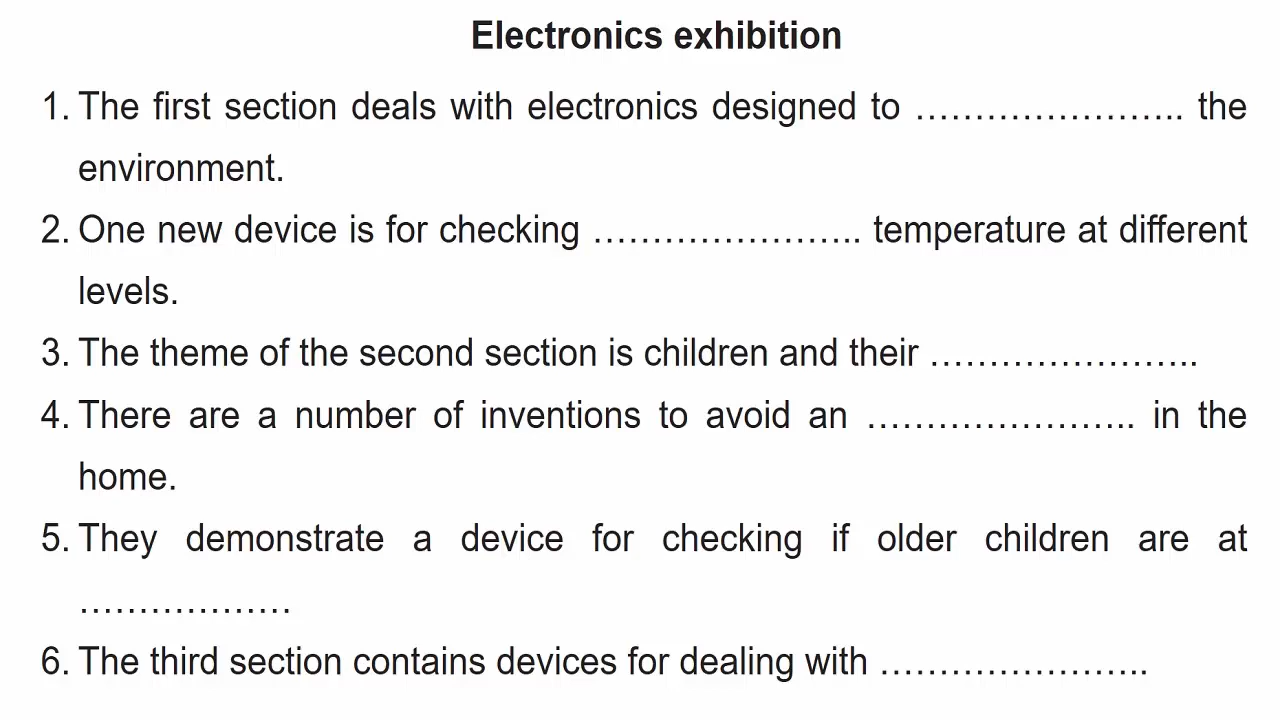 Electronics exhibition
1. The first section deals with electronics designed to …………………….. the
environment.
2. One new device is for checking …………………….. temperature at different
levels.
3. The theme of the second section is children and their ……………………..
4. There are a number of inventions to avoid an …………………….. in the
home.
5. They demonstrate a device for checking if older children are at
………………
6. The third section contains devices for dealing with ……………………..